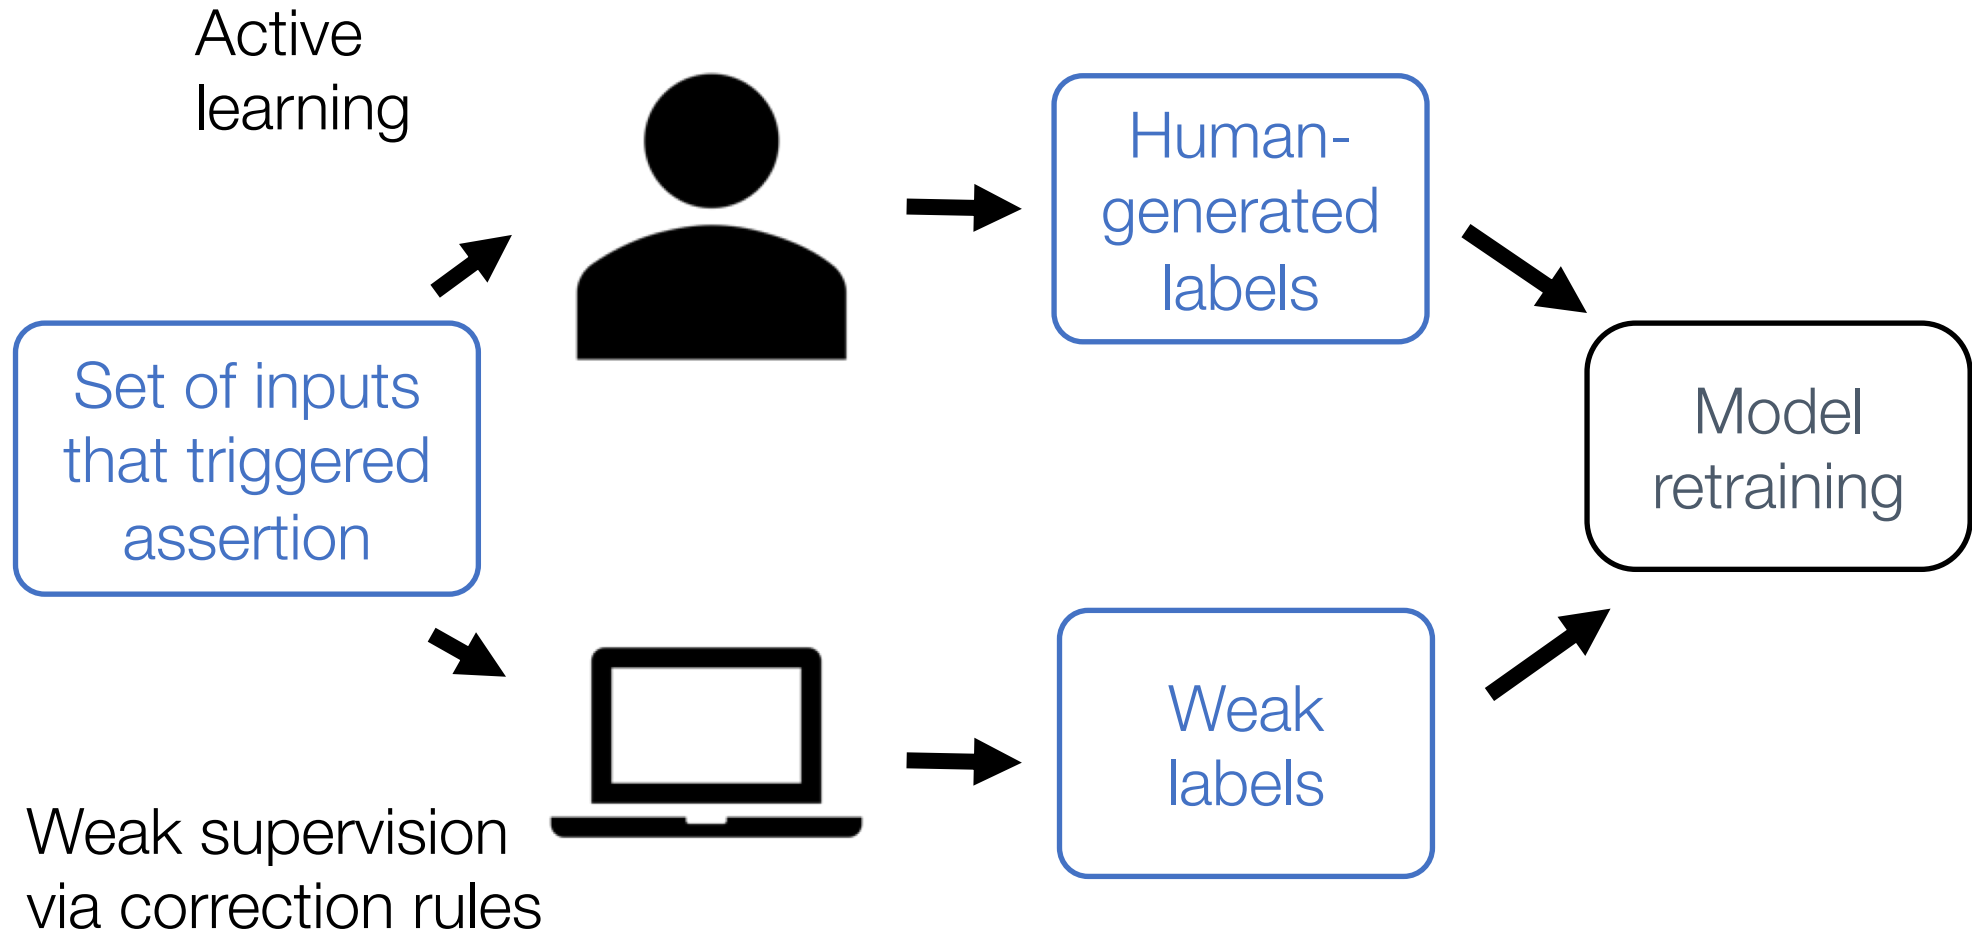 Active
learning
Human-
generated
labels
Set of inputs
that triggered
assertion
Model
retraining
Weak
labels
Weak supervision
via correction rules